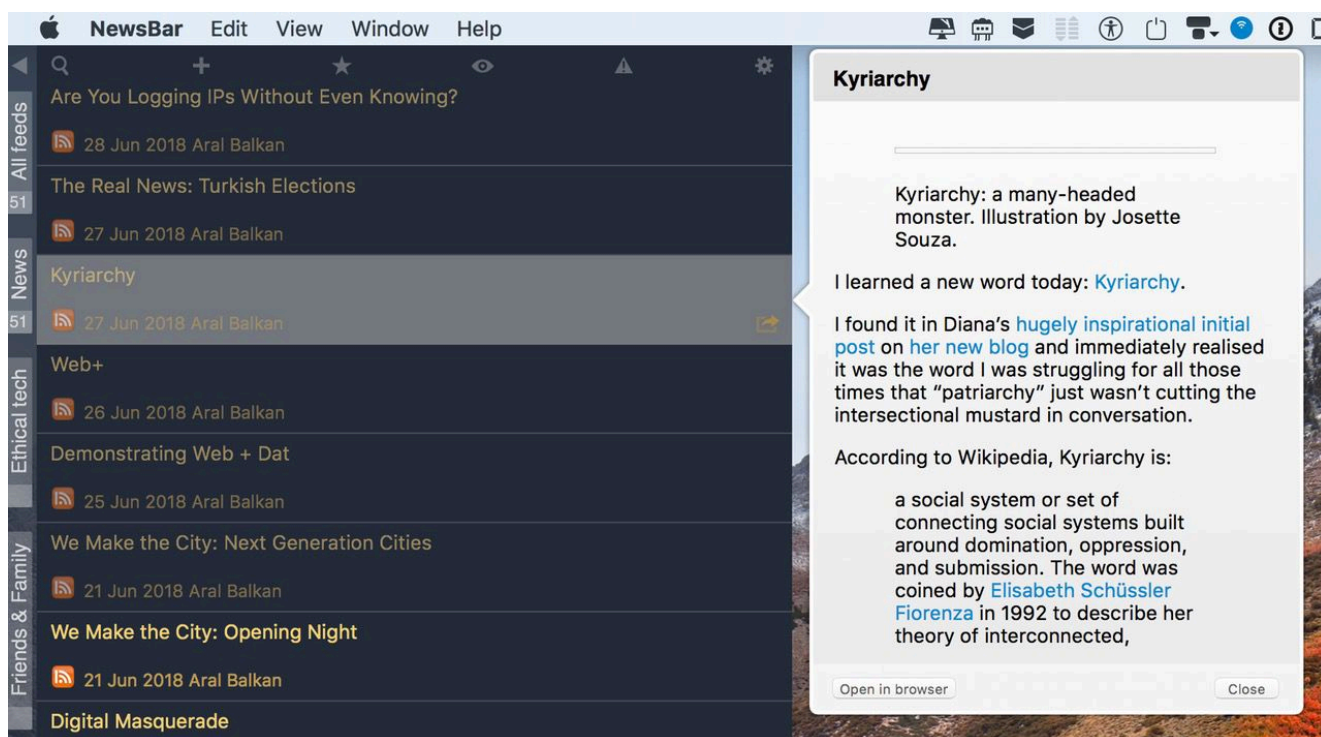 NewsBar Edit View Window Help
All feeds
51
News
51
Ethical tech
Friends & Family
Are You Logging IPs Without Even Knowing?
28 Jun 2018 Aral Balkan
The Real News: Turkish Elections
27 Jun 2018 Aral Balkan
Kyriarchy
27 Jun 2018 Aral Balkan
Web+
26 Jun 2018 Aral Balkan
Demonstrating Web + Dat
25 Jun 2018 Aral Balkan
We Make the City: Next Generation Cities
21 Jun 2018 Aral Balkan
We Make the City: Opening Night
21 Jun 2018 Aral Balkan
Digital Masquerade
Kyriarchy
Kyriarchy: a many-headed
monster. Illustration by Josette
Souza.
I learned a new word today: Kyriarchy.
I found it in Diana’s hugely inspirational initial
post on her new blog and immediately realised
it was the word I was struggling for all those
times that “patriarchy” just wasn’t cutting the
intersectional mustard in conversation.
According to Wikipedia, Kyriarchy is:
a social system or set of
connecting social systems built
around domination, oppression,
and submission. The word was
coined by Elisabeth Schüssler
Fiorenza in 1992 to describe her
theory of interconnected,
Open in browser
Close